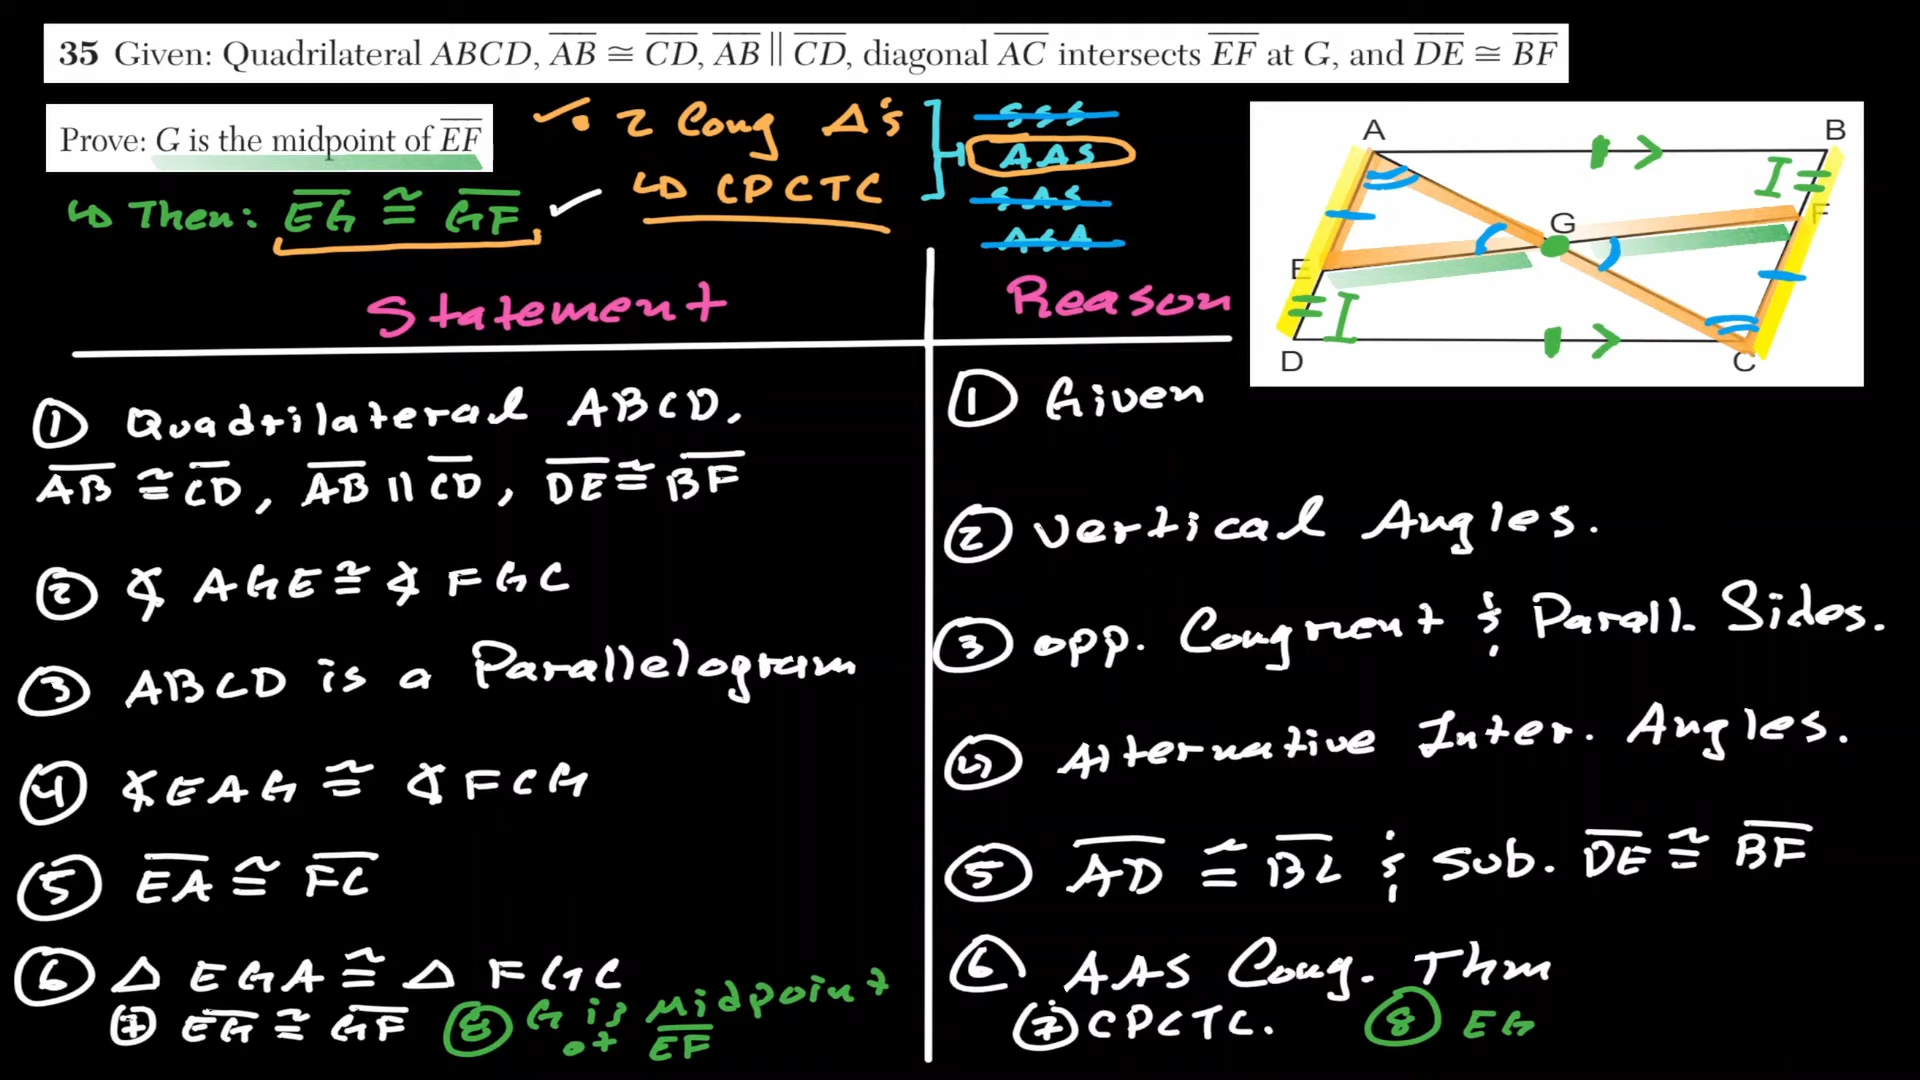 35 Given: Quadrilateral ABCD, AB ≅ CD, AB || CD, diagonal AC intersects EF at G, and DE ≅ BF
Prove: G is the midpoint of EF
✓ • 2 Cong Δ's
↳ CPCTC
SSS
AAS
SAS
ASA
↳ Then: EG ≅ GF ✓
A
B
G
F
E
D
C
Statement
Reason
① Quadrilateral ABCD,
AB ≅ CD, AB || CD, DE ≅ BF
① Given
② ∢ AGE ≅ ∢ FGC
② Vertical Angles.
③ ABCD is a Parallelogram
③ opp. Congruent & Parall. Sides.
④ ∢EAG ≅ ∢FCG
④ Alternative Inter. Angles.
⑤ EA ≅ FC
⑤ AD ≅ BC & Sub. DE ≅ BF
⑥ Δ EGA ≅ Δ FGC
⑥ AAS Cong. Thm
⑦ EG ≅ GF
⑧ G is Midpoint
of EF
⑦ CPCTC.
⑧ EG